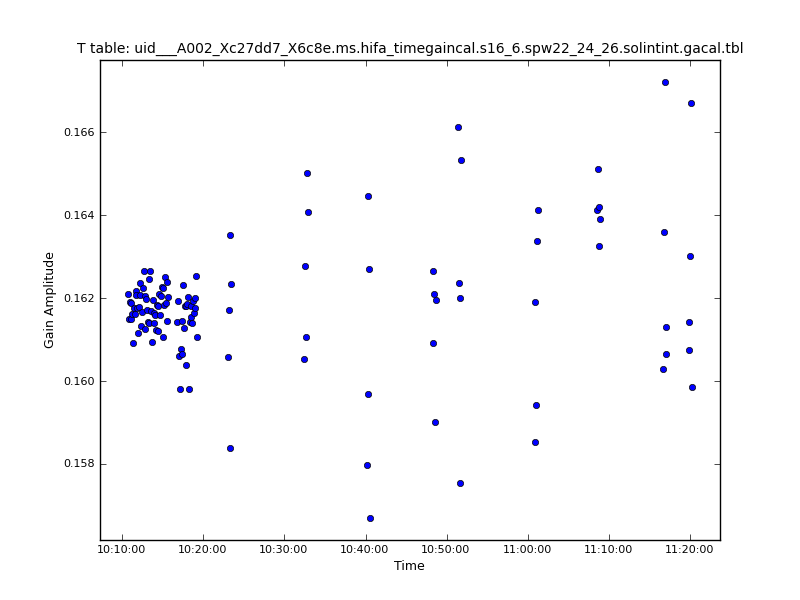 T table: uid___A002_Xc27dd7_X6c8e.ms.hifa_timegaincal.s16_6.spw22_24_26.solintint.gacal.tbl
Gain Amplitude
0.166
0.164
0.162
0.160
0.158
10:10:00 10:20:00 10:30:00 10:40:00 10:50:00 11:00:00 11:10:00 11:20:00
Time